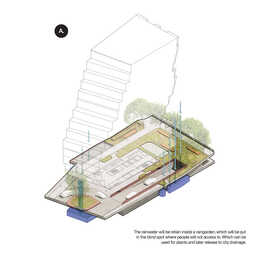 A.
The rainwater will be retain inside a raingarden, which will be put
in the blind spot where people will not access to. Which can be
used for plants and later release to city drainage.